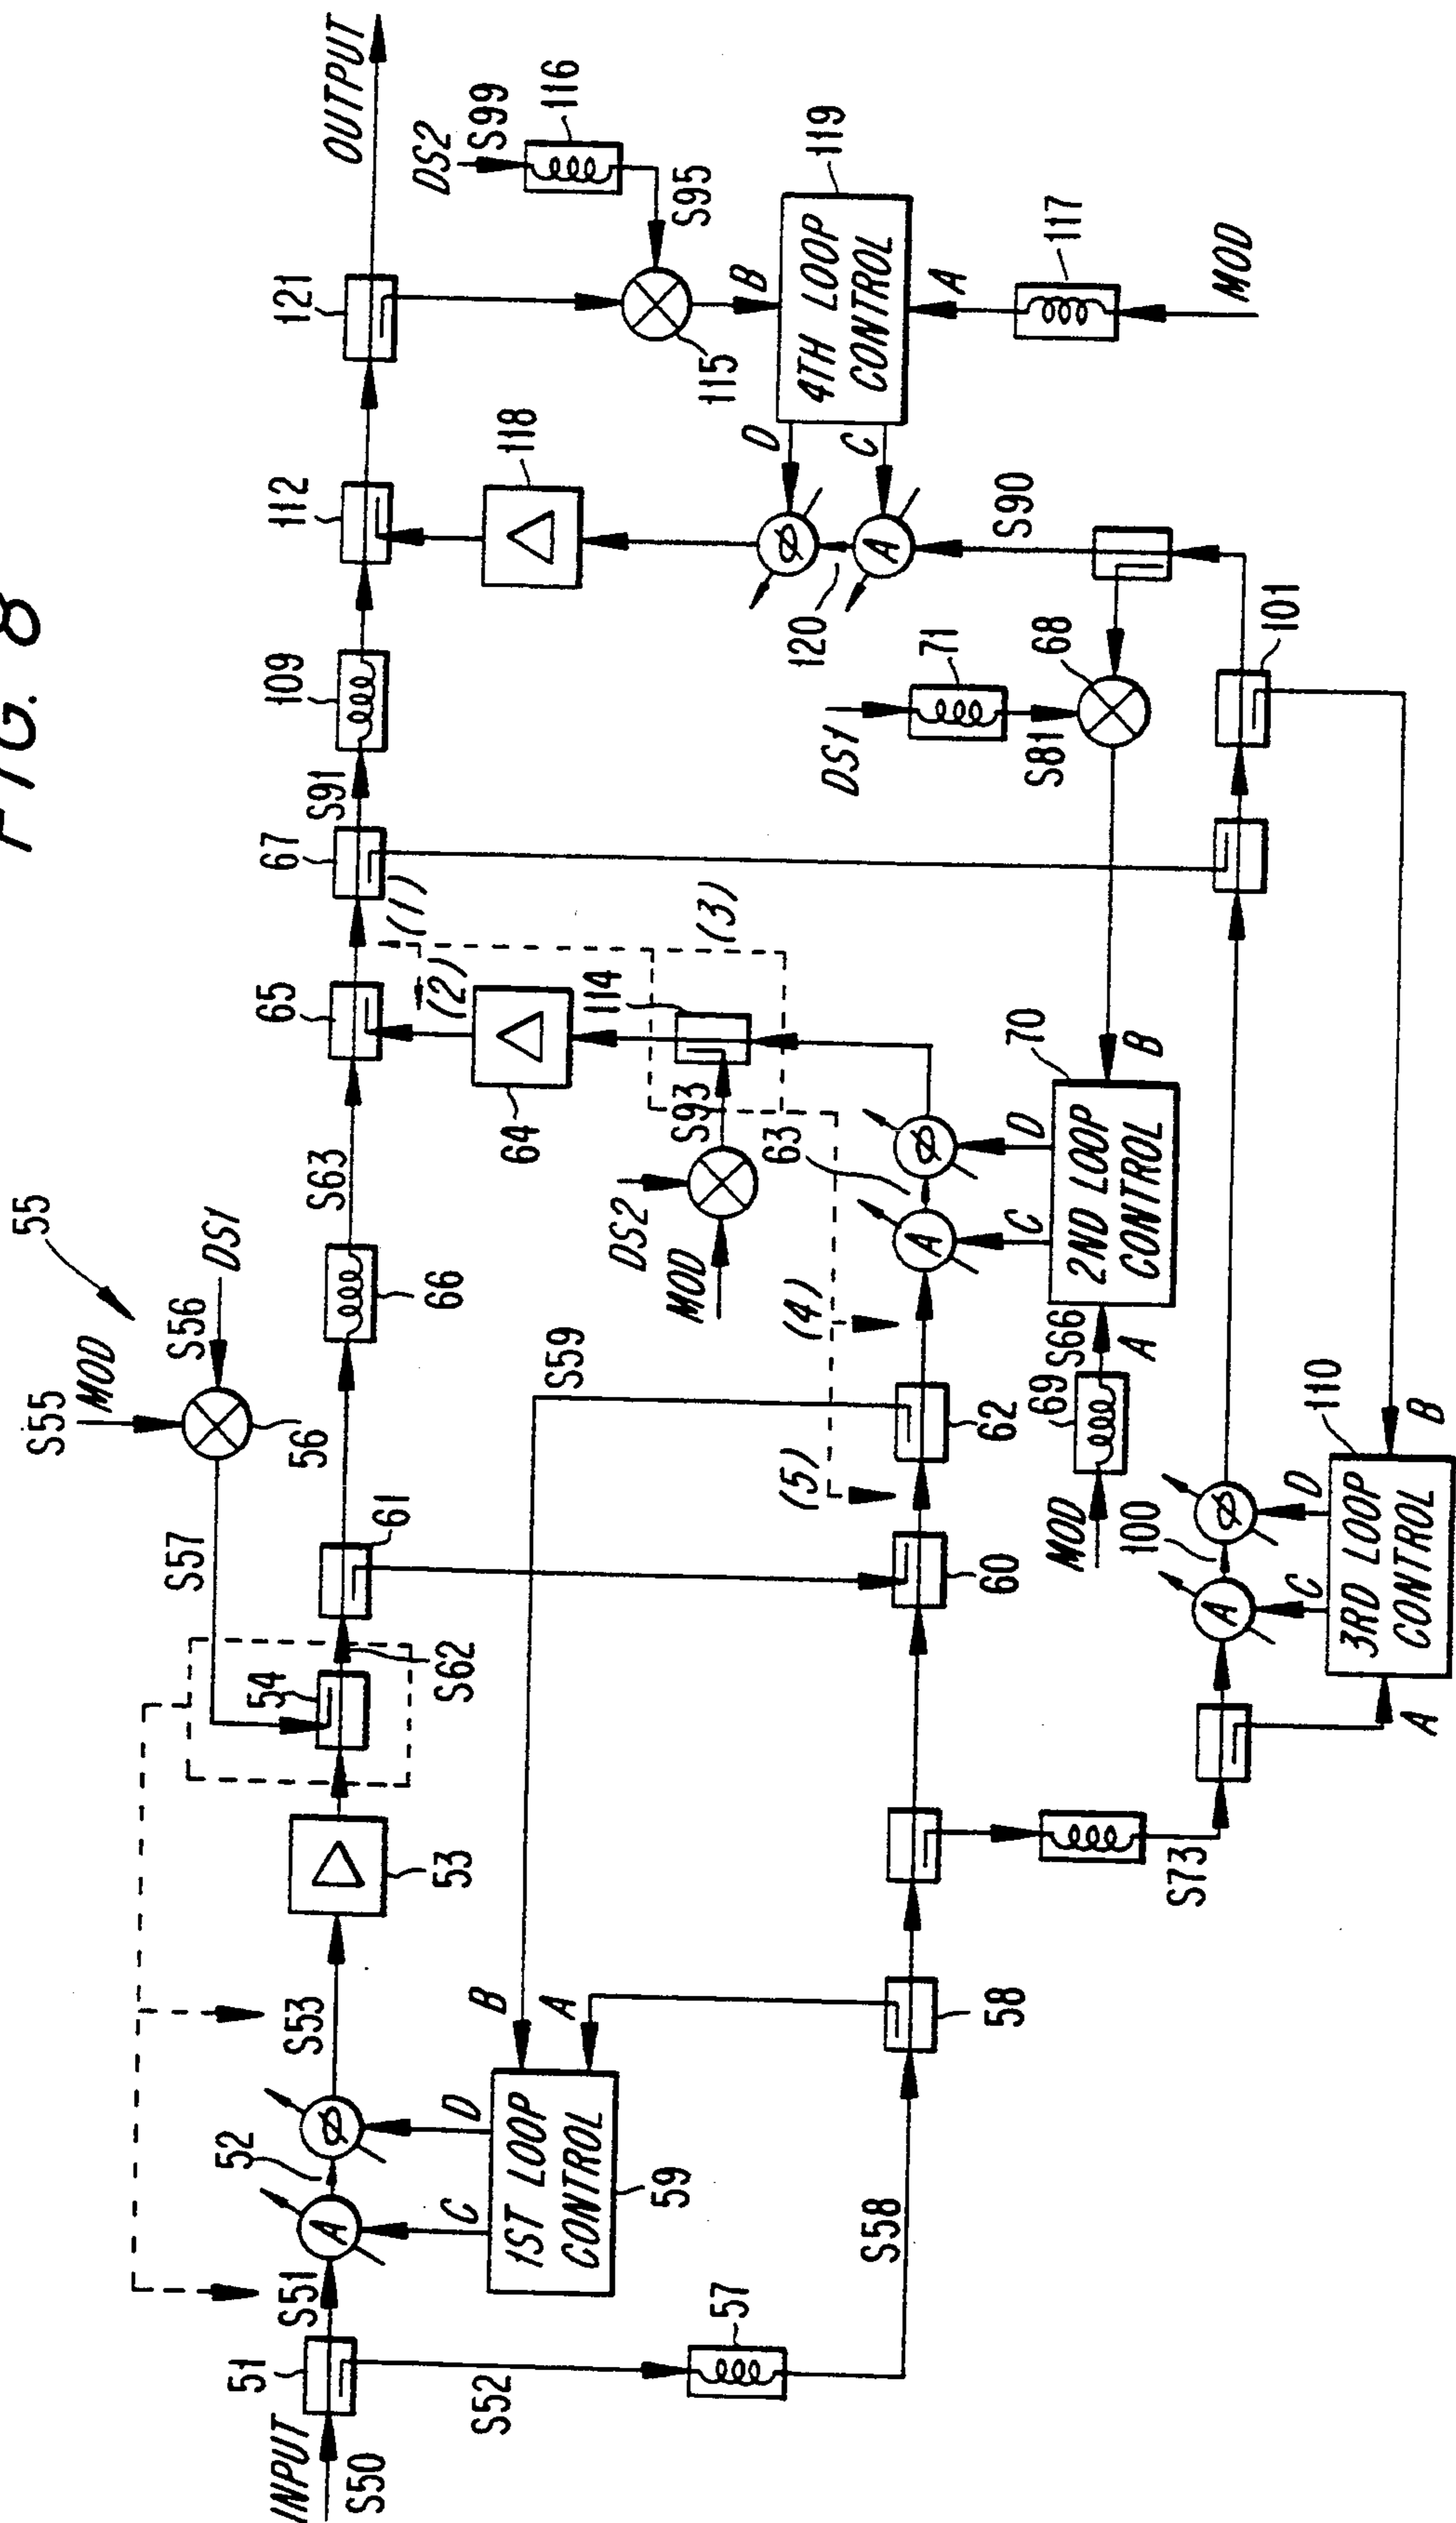 FIG. 8
55
S55
MOD
S56
DS1
56
S57
INPUT
S50
51
S51
52
S53
53
54
S62
61
66
S63
65
67
S91
109
112
121
OUTPUT
(1)
(2)
(3)
64
114
S93
DS2
MOD
63
118
DS2
S99
116
S95
115
B
4TH LOOP
CONTROL
119
A
117
MOD
D
C
Ø
A
120
S90
A
Ø
C
D
1ST LOOP
CONTROL
59
B
A
S59
S52
57
S58
58
60
62
(4)
(5)
A
Ø
C
D
2ND LOOP
CONTROL
70
B
A
S66
69
MOD
DS1
71
S81
68
101
S73
A
Ø
100
C
D
3RD LOOP
CONTROL
110
A
B